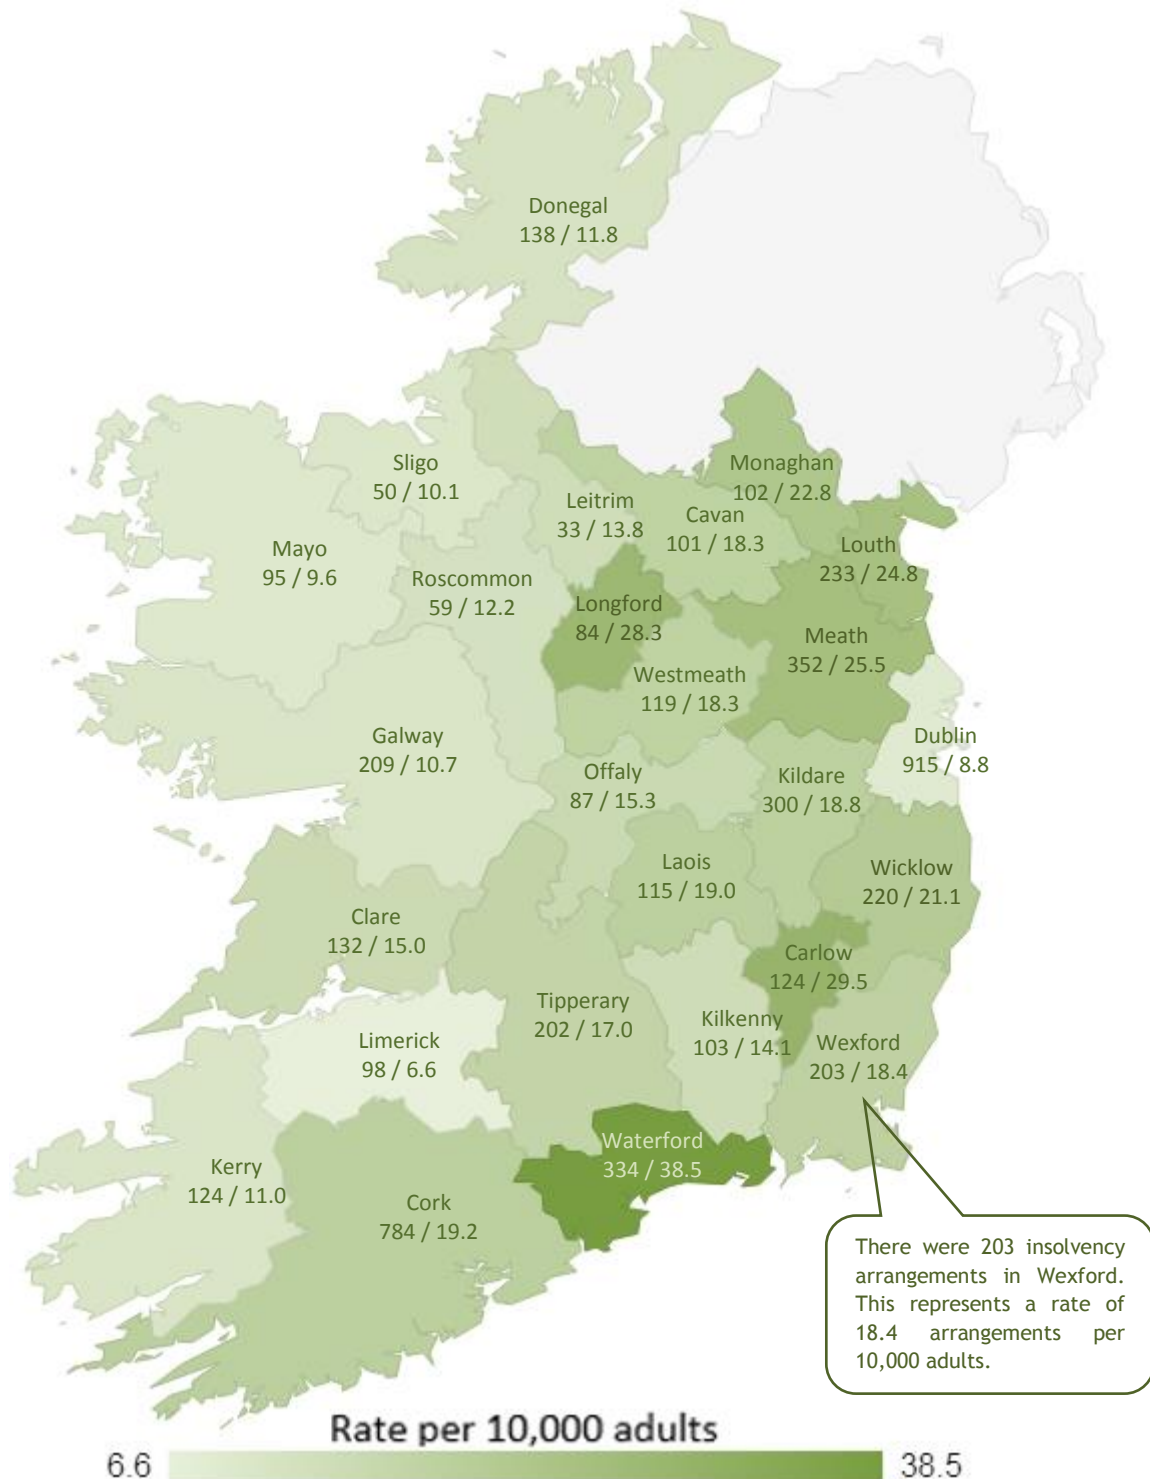 Donegal
138 / 11.8
Sligo
50 / 10.1
Monaghan
102 / 22.8
Leitrim
33 / 13.8
Cavan
101 / 18.3
Mayo
95 / 9.6
Louth
233 / 24.8
Roscommon
59 / 12.2
Longford
84 / 28.3
Meath
352 / 25.5
Westmeath
119 / 18.3
Galway
209 / 10.7
Dublin
915 / 8.8
Offaly
87 / 15.3
Kildare
300 / 18.8
Laois
115 / 19.0
Wicklow
220 / 21.1
Clare
132 / 15.0
Carlow
124 / 29.5
Tipperary
202 / 17.0
Kilkenny
103 / 14.1
Limerick
98 / 6.6
Wexford
203 / 18.4
Waterford
334 / 38.5
Kerry
124 / 11.0
Cork
784 / 19.2
There were 203 insolvency
arrangements in Wexford.
This represents a rate of
18.4 arrangements per
10,000 adults.
Rate per 10,000 adults
6.6
38.5